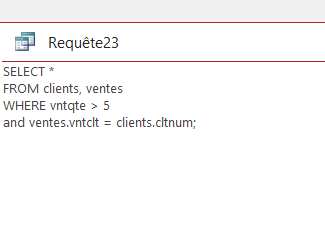 Requête23
SELECT *
FROM clients, ventes
WHERE vntqte > 5
and ventes.vntclt = clients.cltnum;